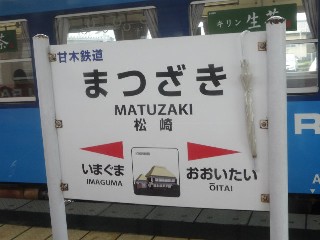 甘木鉄道
まつざき
MATUZAKI
松崎
いまぐま おおいたい
IMAGUMA ŌITAI
キリン 生茶
茶
R